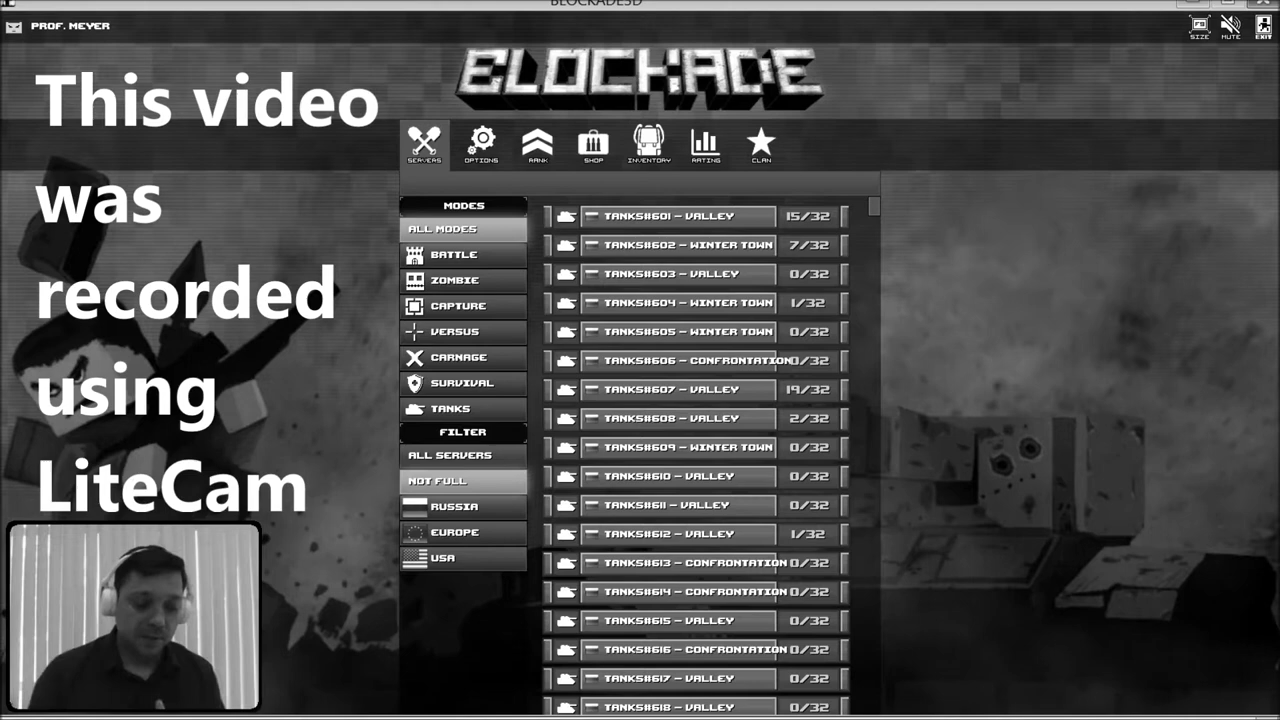 BLOCKADE3D
PROF. MEYER
F9
SIZE
MUTE
EXIT
BLOCKADE
This video
was
recorded
using
LiteCam
SERVERS
OPTIONS
RANK
SHOP
INVENTORY
RATING
CLAN
MODES
ALL MODES
BATTLE
ZOMBIE
CAPTURE
VERSUS
CARNAGE
SURVIVAL
TANKS
FILTER
ALL SERVERS
NOT FULL
RUSSIA
EUROPE
USA
TANKS#601 - VALLEY 15/32
TANKS#602 - WINTER TOWN 7/32
TANKS#603 - VALLEY 0/32
TANKS#604 - WINTER TOWN 1/32
TANKS#605 - WINTER TOWN 0/32
TANKS#606 - CONFRONTATION 0/32
TANKS#607 - VALLEY 19/32
TANKS#608 - VALLEY 2/32
TANKS#609 - WINTER TOWN 0/32
TANKS#610 - VALLEY 0/32
TANKS#611 - VALLEY 0/32
TANKS#612 - VALLEY 1/32
TANKS#613 - CONFRONTATION 0/32
TANKS#614 - CONFRONTATION 0/32
TANKS#615 - VALLEY 0/32
TANKS#616 - CONFRONTATION 0/32
TANKS#617 - VALLEY 0/32
TANKS#618 - VALLEY 0/32